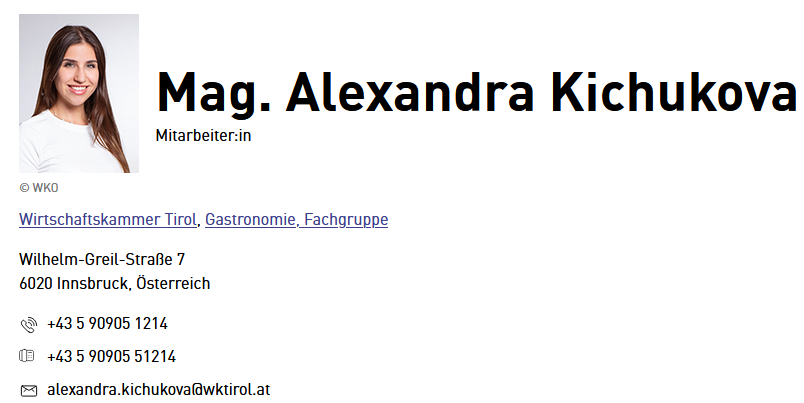 Mag. Alexandra Kichukova
Mitarbeiter:in
© WKO
Wirtschaftskammer Tirol, Gastronomie, Fachgruppe
Wilhelm-Greil-Straße 7
6020 Innsbruck, Österreich
+43 5 90905 1214
+43 5 90905 51214
alexandra.kichukova@wktirol.at